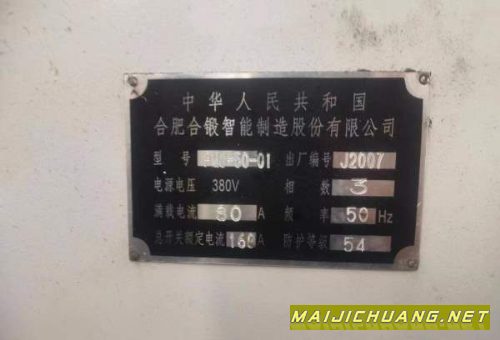 中华人民共和国
合肥合锻智能制造股份有限公司
型号 -60-01 出厂编号 J2007
电源电压 380V 相数 3
满载电流 80 A 频率 50 Hz
总开关额定电流 160 A 防护等级 54
MAIJICHUANG.NET